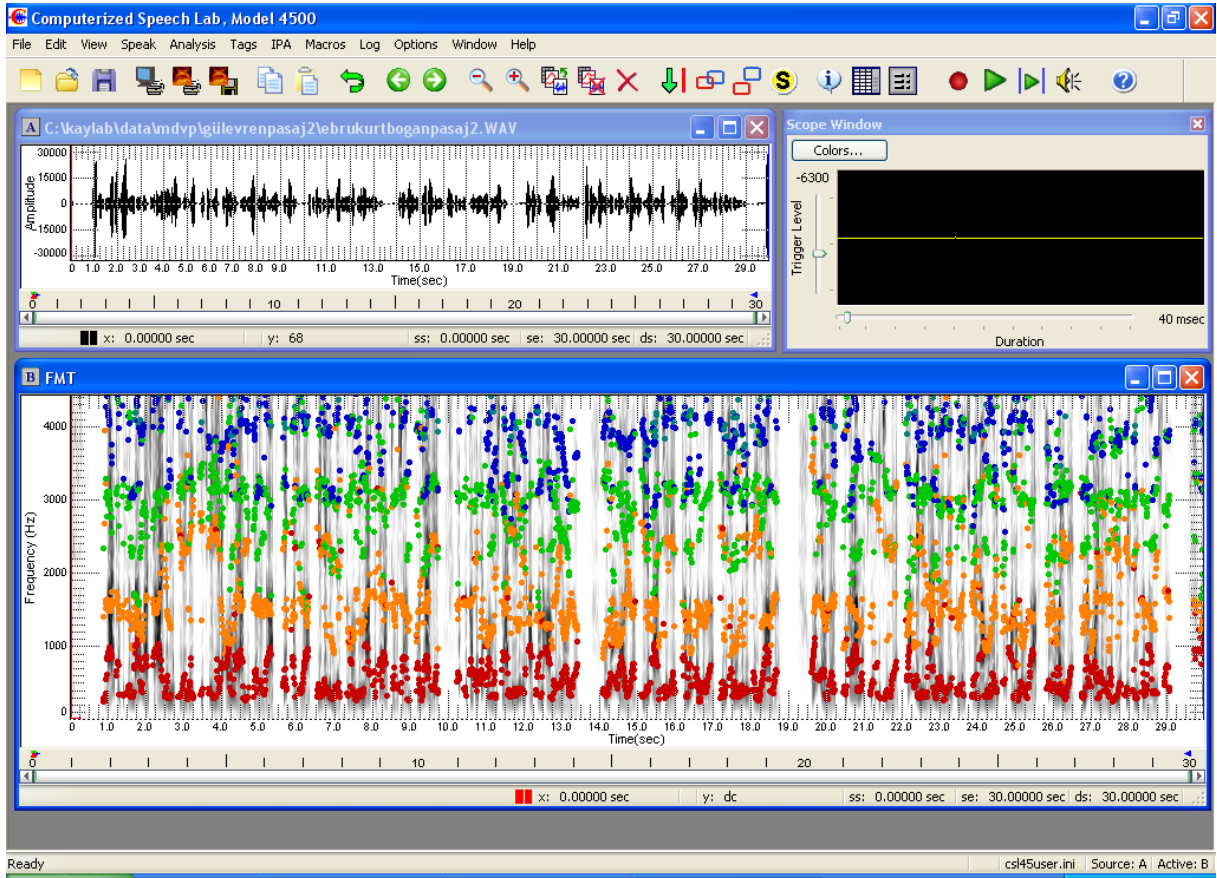 Computerized Speech Lab, Model 4500
File Edit View Speak Analysis Tags IPA Macros Log Options Window Help
A C:\kaylab\data\mdvp\gülevrenpasaj2\ebrukurtboganpasaj2.WAV
30000
15000
0
-15000
-30000
Amplitude
0 1.0 2.0 3.0 4.0 5.0 6.0 7.0 8.0 9.0 11.0 13.0 15.0 17.0 19.0 21.0 23.0 25.0 27.0 29.0
Time(sec)
0 10 20 30
x: 0.00000 sec y: 68 ss: 0.00000 sec se: 30.00000 sec ds: 30.00000 sec
Scope Window
Colors...
-6300
Trigger Level
40 msec
Duration
B FMT
4000
3000
2000
1000
0
Frequency (Hz)
0 1.0 2.0 3.0 4.0 5.0 6.0 7.0 8.0 9.0 10.0 11.0 12.0 13.0 14.0 15.0 16.0 17.0 18.0 19.0 20.0 21.0 22.0 23.0 24.0 25.0 26.0 27.0 28.0 29.0
Time(sec)
0 10 20 30
x: 0.00000 sec y: dc ss: 0.00000 sec se: 30.00000 sec ds: 30.00000 sec
Ready csl45user.ini Source: A Active: B